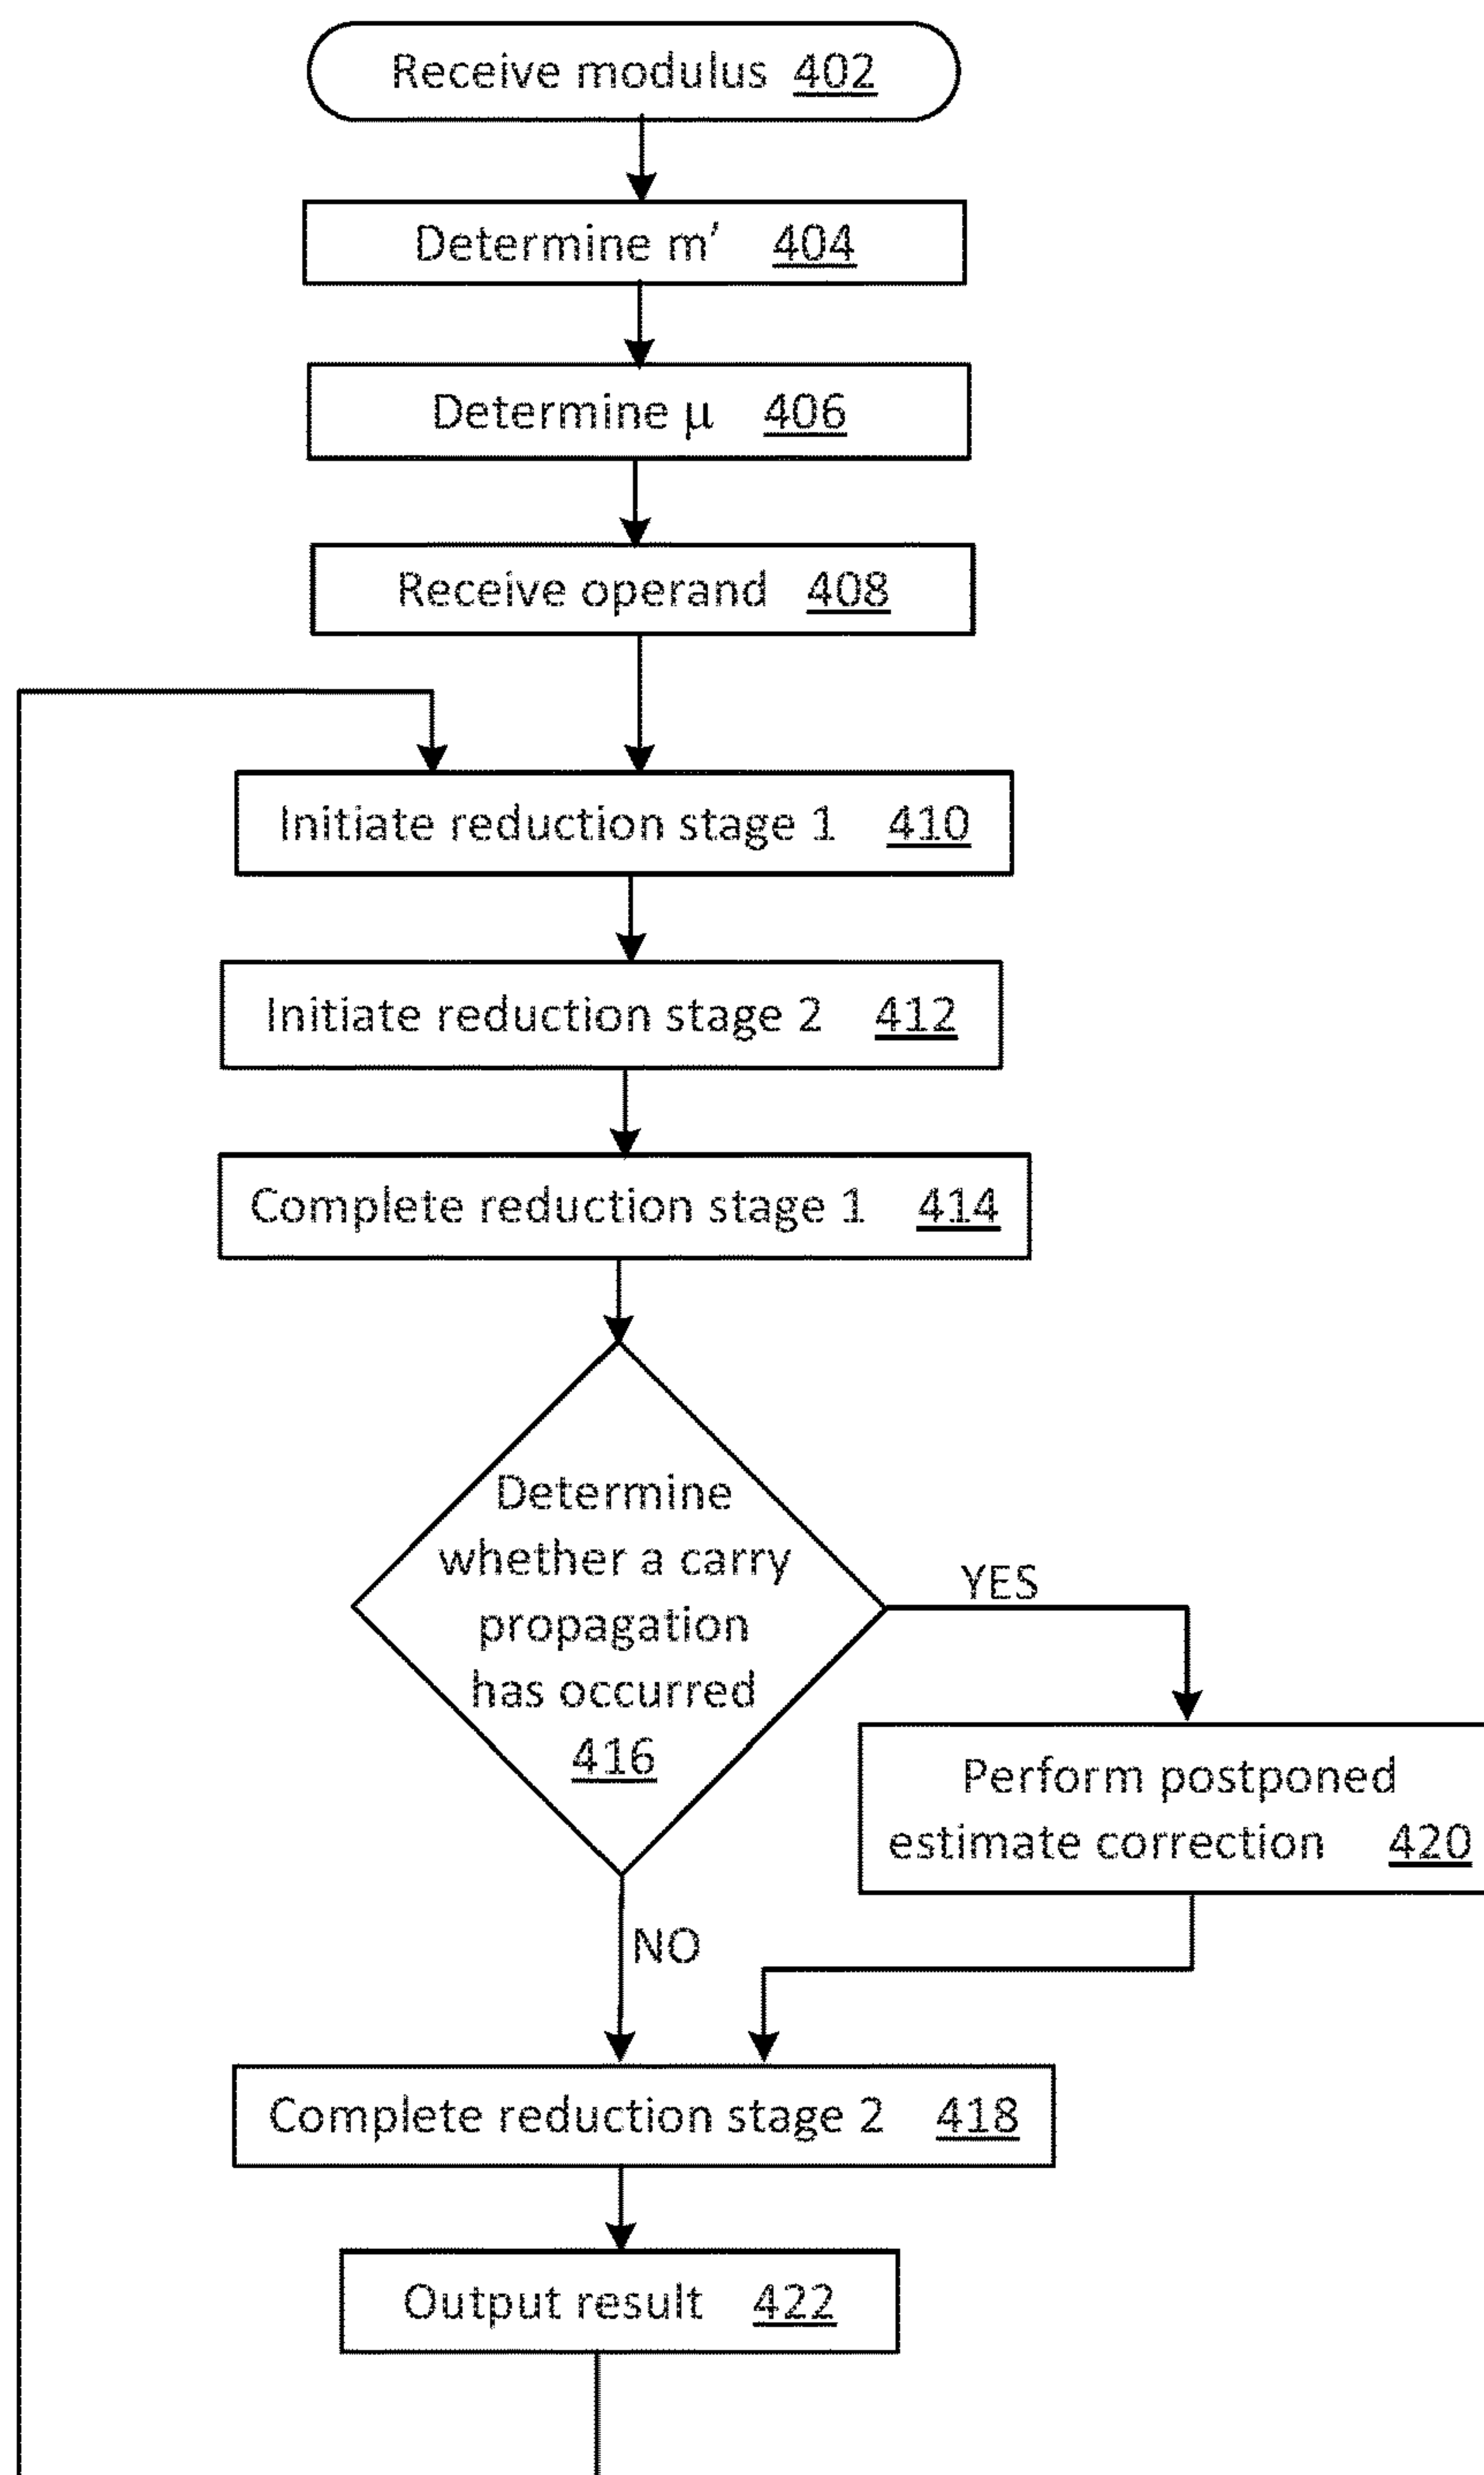 Receive modulus 402
Determine m' 404
Determine μ 406
Receive operand 408
Initiate reduction stage 1 410
Initiate reduction stage 2 412
Complete reduction stage 1 414
Determine
whether a carry
propagation
has occurred
416
YES
Perform postponed
estimate correction 420
NO
Complete reduction stage 2 418
Output result 422